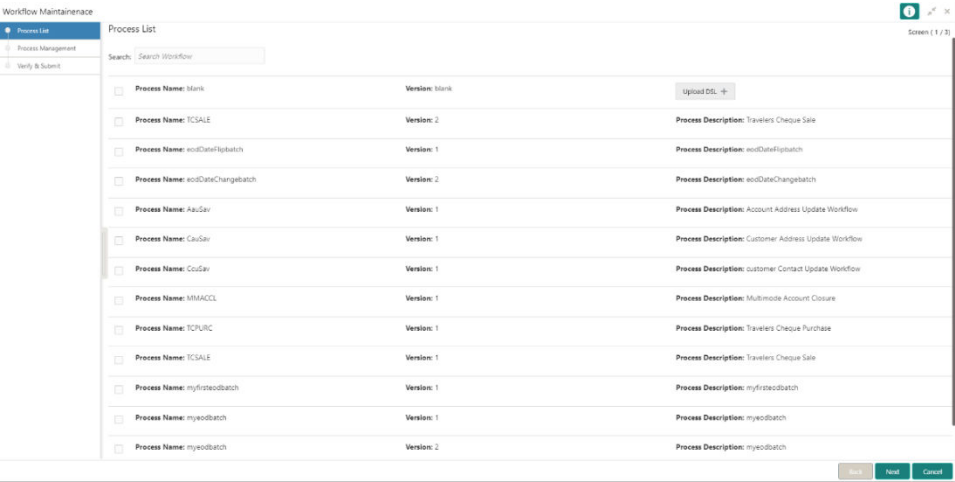 Workflow Maintainenace
Process List
Process Management
Verify & Submit
Process List
Screen ( 1 / 3)
Search: Search Workflow
Process Name: blank Version: blank Upload DSL +
Process Name: TCSALE Version: 2 Process Description: Travelers Cheque Sale
Process Name: eodDateFlipbatch Version: 1 Process Description: eodDateFlipbatch
Process Name: eodDateChangebatch Version: 2 Process Description: eodDateChangebatch
Process Name: AauSav Version: 1 Process Description: Account Address Update Workflow
Process Name: CauSav Version: 1 Process Description: Customer Address Update Workflow
Process Name: CcuSav Version: 1 Process Description: customer Contact Update Workflow
Process Name: MMACCL Version: 1 Process Description: Multimode Account Closure
Process Name: TCPURC Version: 1 Process Description: Travelers Cheque Purchase
Process Name: TCSALE Version: 1 Process Description: Travelers Cheque Sale
Process Name: myfirsteodbatch Version: 1 Process Description: myfirsteodbatch
Process Name: myeodbatch Version: 1 Process Description: myeodbatch
Process Name: myeodbatch Version: 2 Process Description: myeodbatch
Back Next Cancel